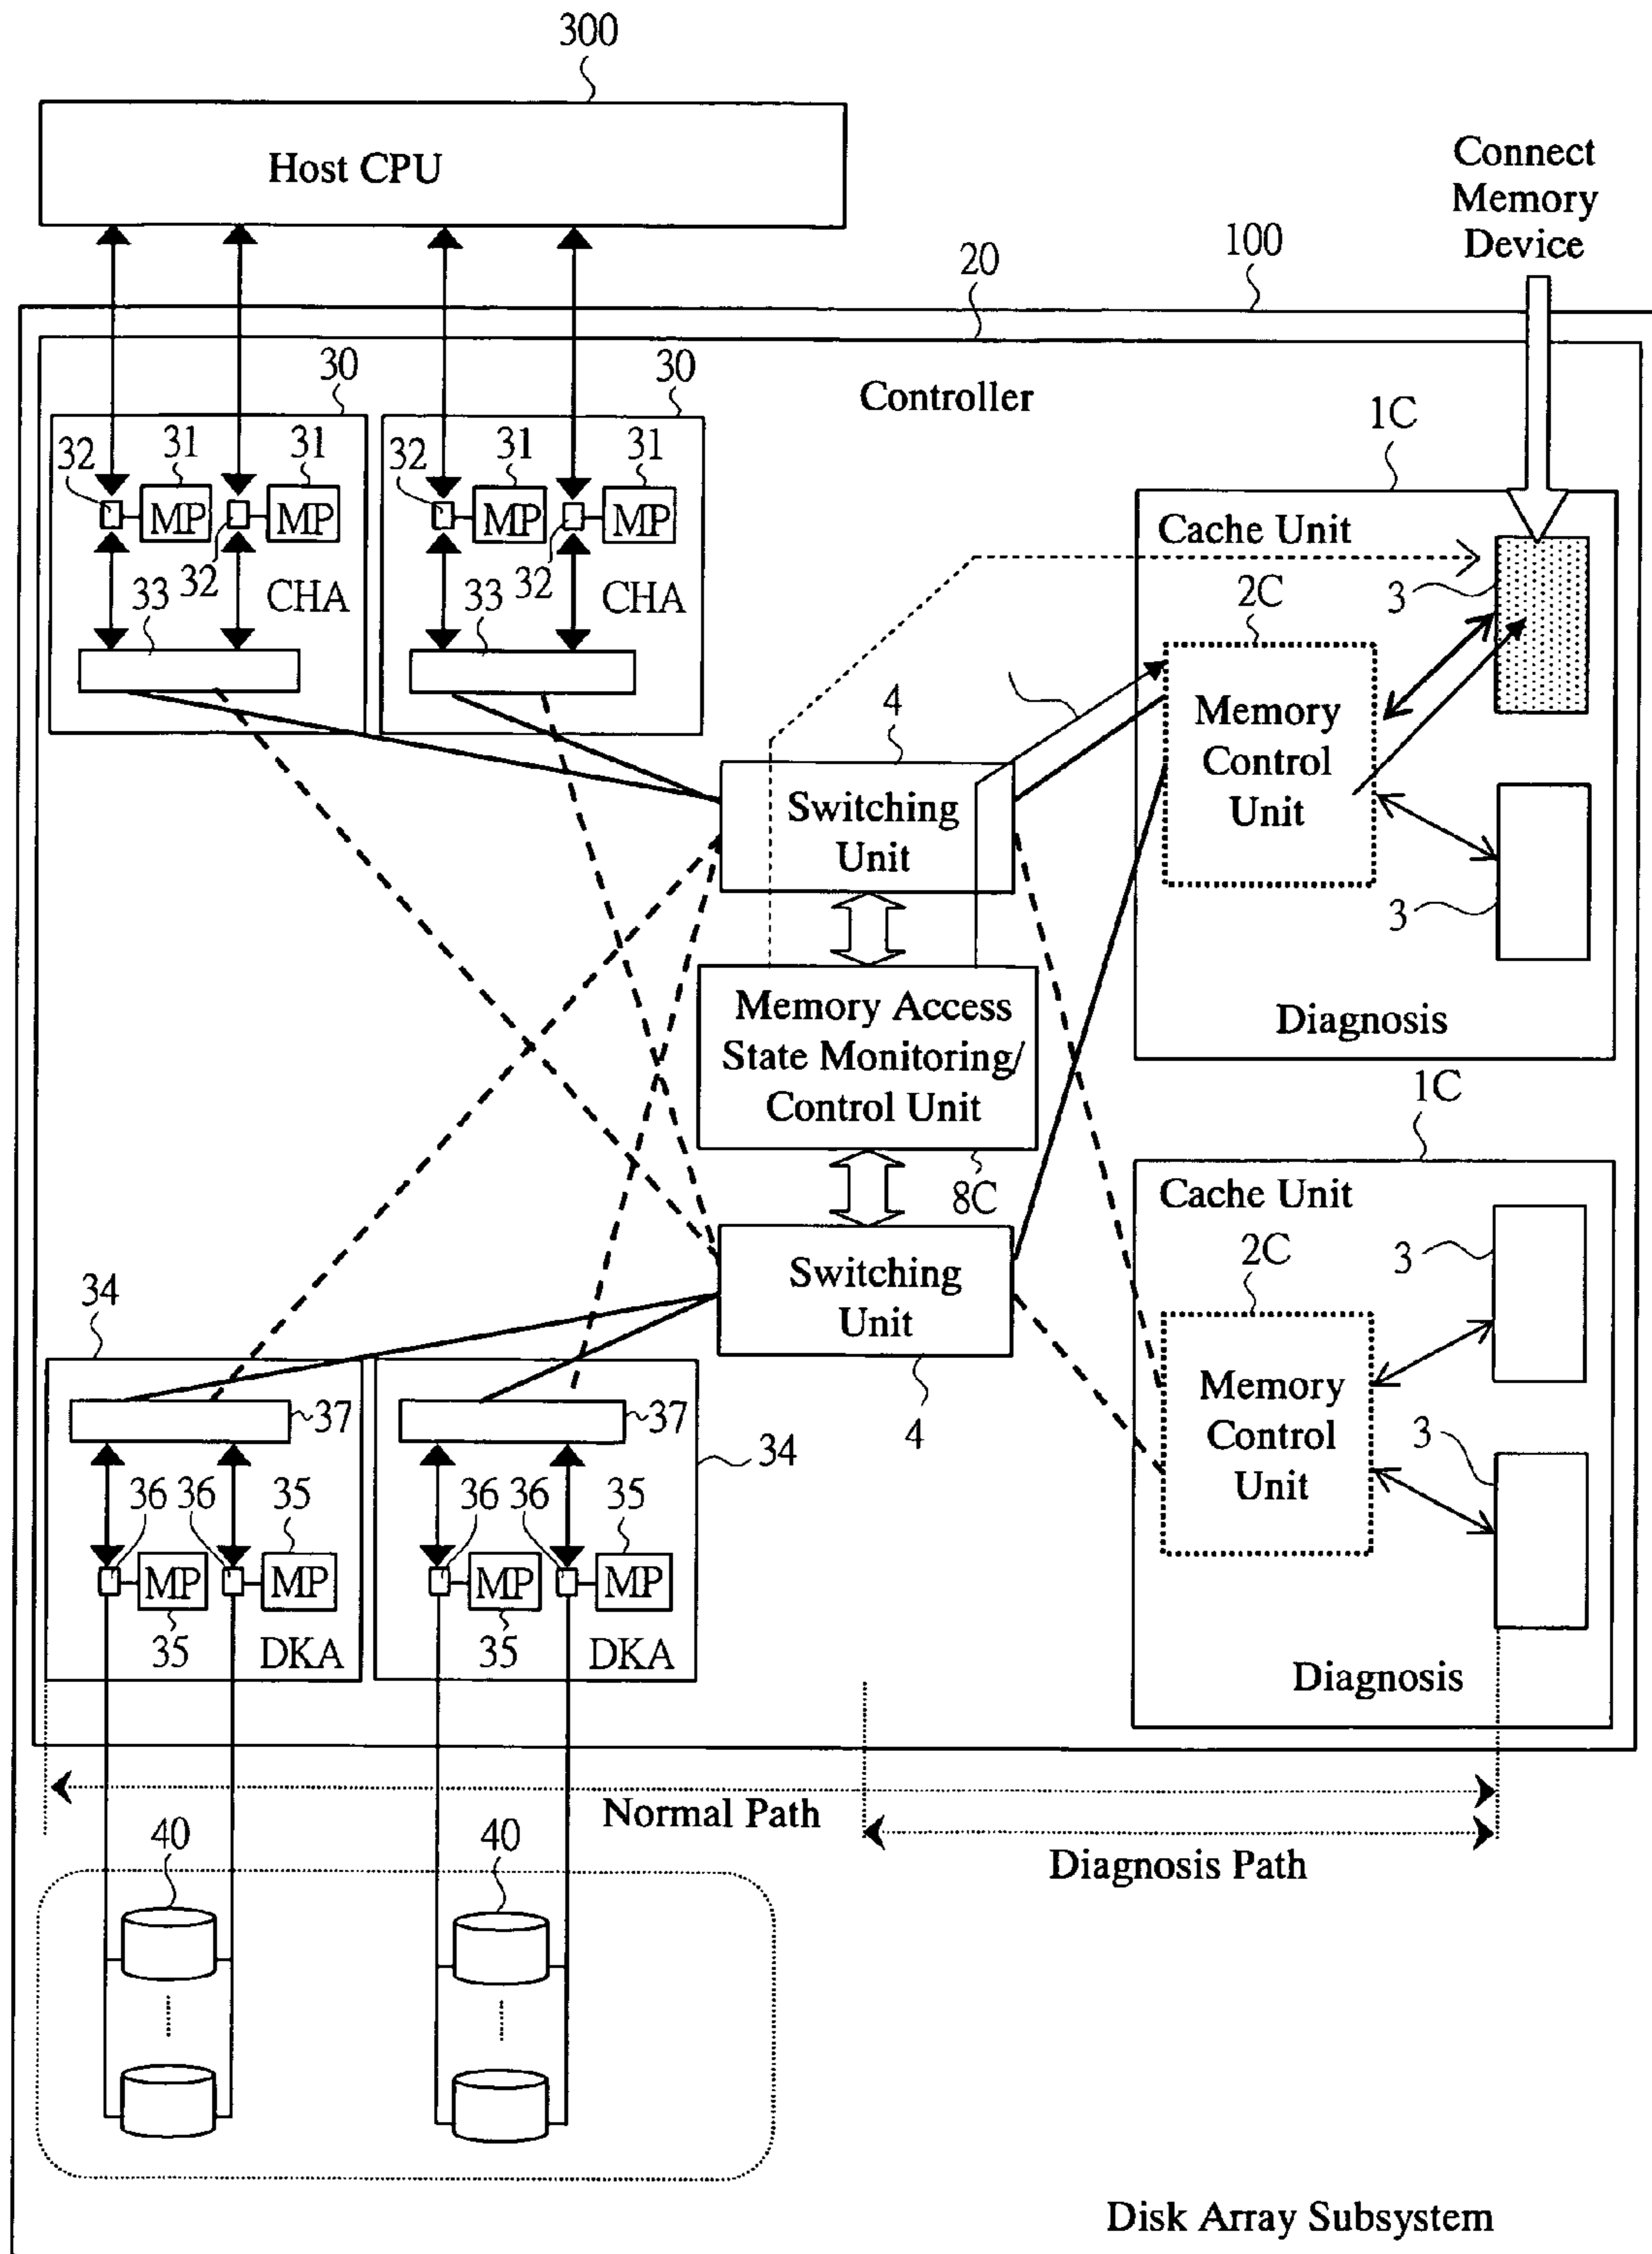 300
Host CPU
Connect
Memory
Device
20
100
30
30
Controller
1C
32
31
31
32
31
31
MP
MP
MP
MP
Cache Unit
33
32
CHA
33
32
CHA
2C
3
4
Memory
Control
Unit
Switching
Unit
3
Memory Access
State Monitoring/
Control Unit
Diagnosis
1C
8C
Cache Unit
2C
3
Switching
Unit
34
4
Memory
Control
Unit
37
37
34
3
36
36
35
36
36
35
MP
MP
MP
MP
35
DKA
35
DKA
Diagnosis
Normal Path
40
40
Diagnosis Path
Disk Array Subsystem